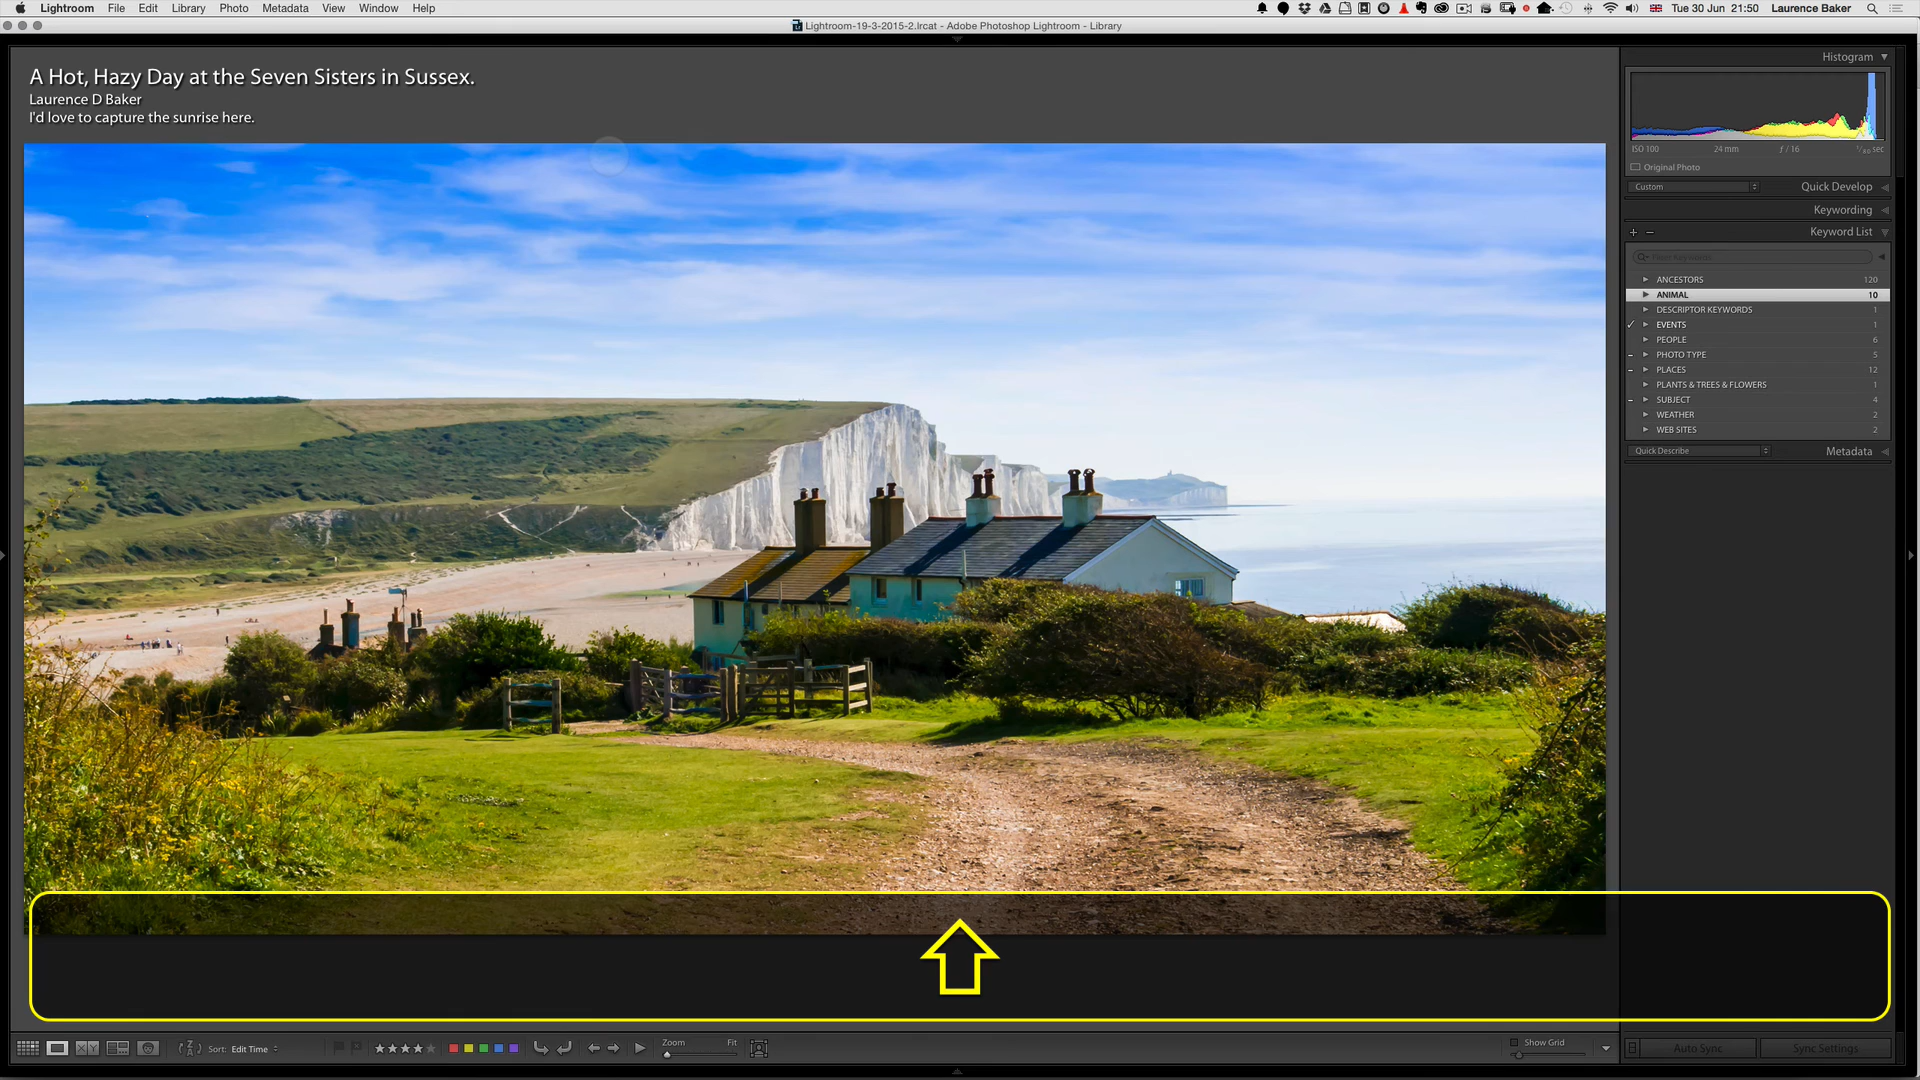 Lightroom File Edit Library Photo Metadata View Window Help
Tue 30 Jun 21:50 Laurence Baker
Lightroom-19-3-2015-2.lrcat - Adobe Photoshop Lightroom - Library
A Hot, Hazy Day at the Seven Sisters in Sussex.
Laurence D Baker
I'd love to capture the sunrise here.
Histogram
ISO 100 24 mm ƒ / 16 sec
Original Photo
Custom Quick Develop
Keywording
+ − Keyword List
ANCESTORS 120
ANIMAL 10
DESCRIPTOR KEYWORDS 1
EVENTS 1
PEOPLE 6
PHOTO TYPE 5
PLACES 12
PLANTS & TREES & FLOWERS 1
SUBJECT 4
WEATHER 2
WEB SITES 2
Quick Describe Metadata
X Y Sort: Edit Time Zoom Fit Show Grid Auto Sync Sync Settings